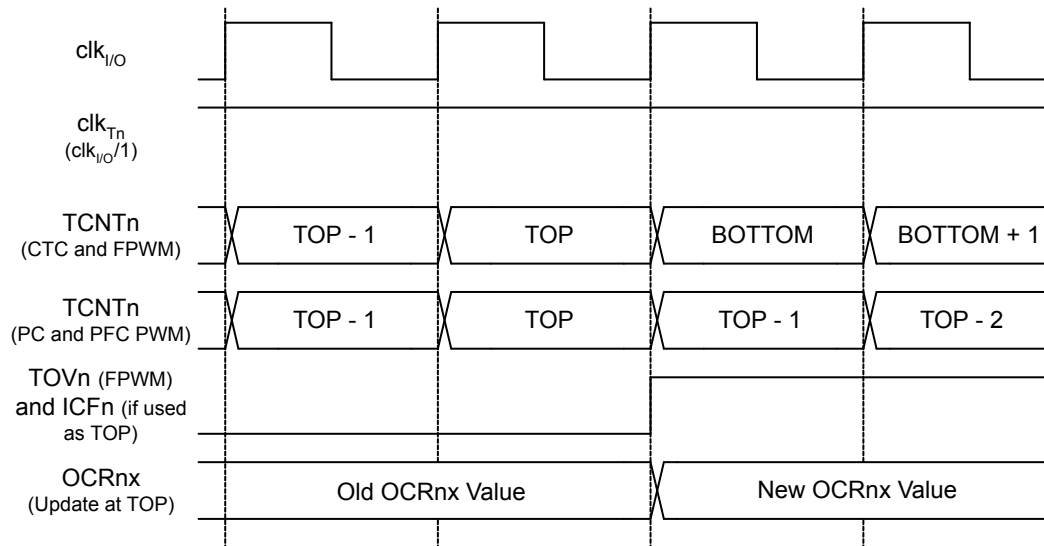 clkI/O
clkTn
(clkI/O/1)
TCNTn
(CTC and FPWM)
TOP - 1 TOP BOTTOM BOTTOM + 1
TCNTn
(PC and PFC PWM)
TOP - 1 TOP TOP - 1 TOP - 2
TOVn (FPWM)
and ICFn (if used
as TOP)
OCRnx
(Update at TOP)
Old OCRnx Value New OCRnx Value